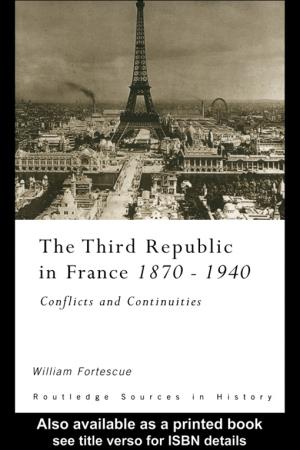 The Third Republic
in France 1870 - 1940
Conflicts and Continuities
William Fortescue
Routledge Sources in History
Also available as a printed book
see title verso for ISBN details